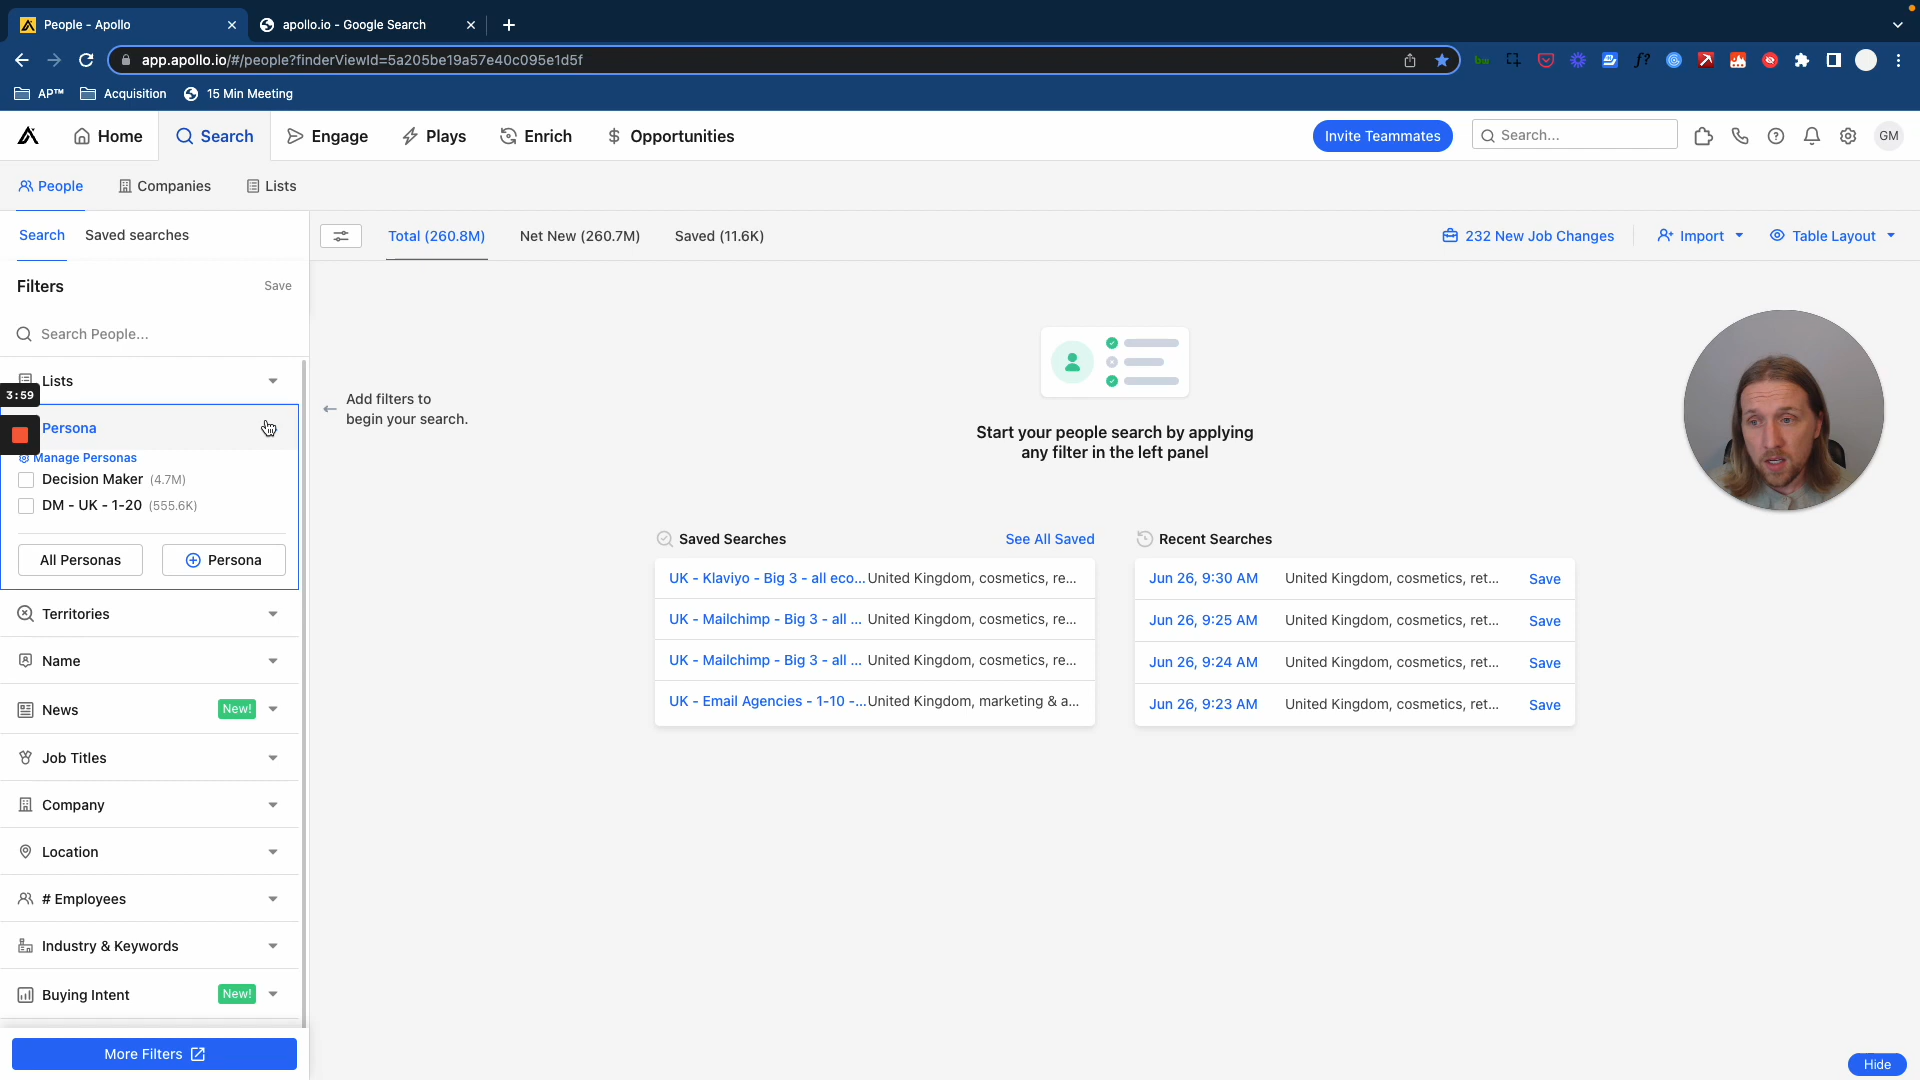 People - Apollo
apollo.io - Google Search
app.apollo.io/#/people?finderViewId=5a205be19a57e40c095e1d5f
bw
f?
AP™
Acquisition
15 Min Meeting
Home
Search
Engage
Plays
Enrich
Opportunities
Invite Teammates
Search...
GM
People
Companies
Lists
Search
Saved searches
Total (260.8M)
Net New (260.7M)
Saved (11.6K)
232 New Job Changes
Import
Table Layout
Filters
Save
Search People...
Lists
3:59
Persona
Manage Personas
Decision Maker (4.7M)
DM - UK - 1-20 (555.6K)
All Personas
Persona
Territories
Name
News New!
Job Titles
Company
Location
# Employees
Industry & Keywords
Buying Intent New!
More Filters
Add filters to
begin your search.
Start your people search by applying
any filter in the left panel
Saved Searches
See All Saved
UK - Klaviyo - Big 3 - all eco... United Kingdom, cosmetics, re...
UK - Mailchimp - Big 3 - all ... United Kingdom, cosmetics, re...
UK - Mailchimp - Big 3 - all ... United Kingdom, cosmetics, re...
UK - Email Agencies - 1-10 -... United Kingdom, marketing & a...
Recent Searches
Jun 26, 9:30 AM United Kingdom, cosmetics, ret... Save
Jun 26, 9:25 AM United Kingdom, cosmetics, ret... Save
Jun 26, 9:24 AM United Kingdom, cosmetics, ret... Save
Jun 26, 9:23 AM United Kingdom, cosmetics, ret... Save
Hide